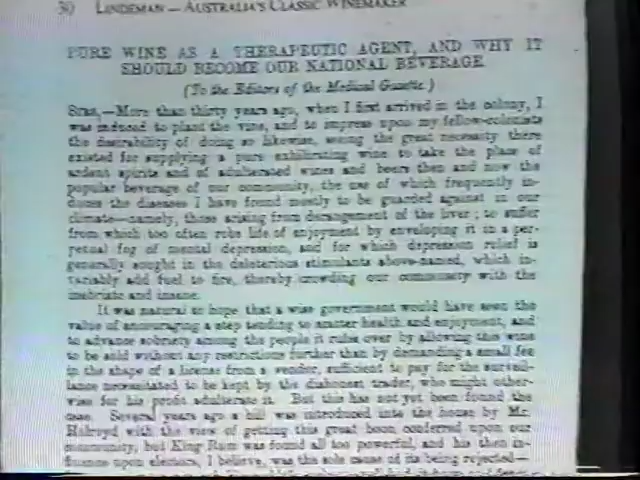 30 LINDEMAN — AUSTRALIA'S CLASSIC WINEMAKER
PURE WINE AS A THERAPEUTIC AGENT, AND WHY IT
SHOULD BECOME OUR NATIONAL BEVERAGE
(To the Editors of the Medical Gazette.)
SIRS,—More than thirty years ago, when I first arrived in the colony, I
was induced to plant the vine, and to impress upon my fellow-colonists
the desirability of doing so likewise, seeing the great necessity there
existed for supplying a pure exhilirating wine to take the place of
ardent spirits and of adulterated wines and beers then and now the
popular beverage of our community, the use of which frequently in-
duces the diseases I have found mostly to be guarded against in our
climate—namely, those arising from derangement of the liver; to suffer
from which too often robs life of enjoyment by enveloping it in a per-
petual fog of mental depression, and for which depression relief is
generally sought in the deleterious stimulants above-named, which in-
variably add fuel to fire, thereby crowding our community with the
inebriate and insane.
It was natural to hope that a wise government would have seen the
value of encouraging a step tending to greater health and enjoyment, and
to advance sobriety among the people it rules over by allowing this wine
to be sold without any restrictions further than by demanding a small fee
in the shape of a license from a vendor, sufficient to pay for the surveil-
lance necessitated to be kept by the dishonest trader, who might other-
wise for his profit adulterate it. But this has not yet been found the
case. Several years ago a bill was introduced into the house by Mr.
Holroyd with the view of getting this great boon conferred upon our
community, but King Rum was found all too powerful, and his then in-
fluence upon electors, I believe, was the sole cause of its being rejected—